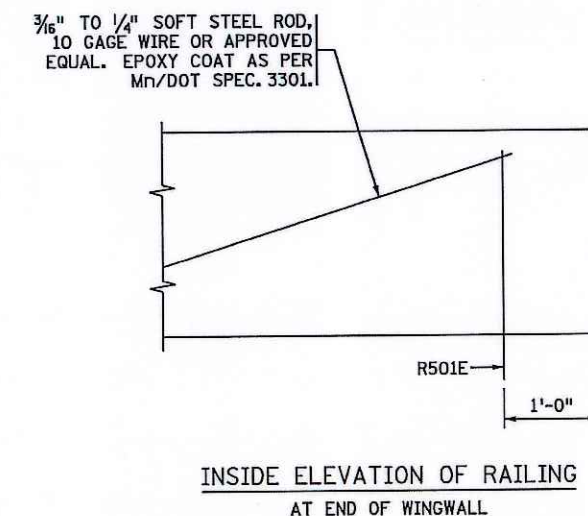 3/16" TO 1/4" SOFT STEEL ROD,
10 GAGE WIRE OR APPROVED
EQUAL. EPOXY COAT AS PER
Mn/DOT SPEC. 3301.
R501E
1'-0"
INSIDE ELEVATION OF RAILING
AT END OF WINGWALL